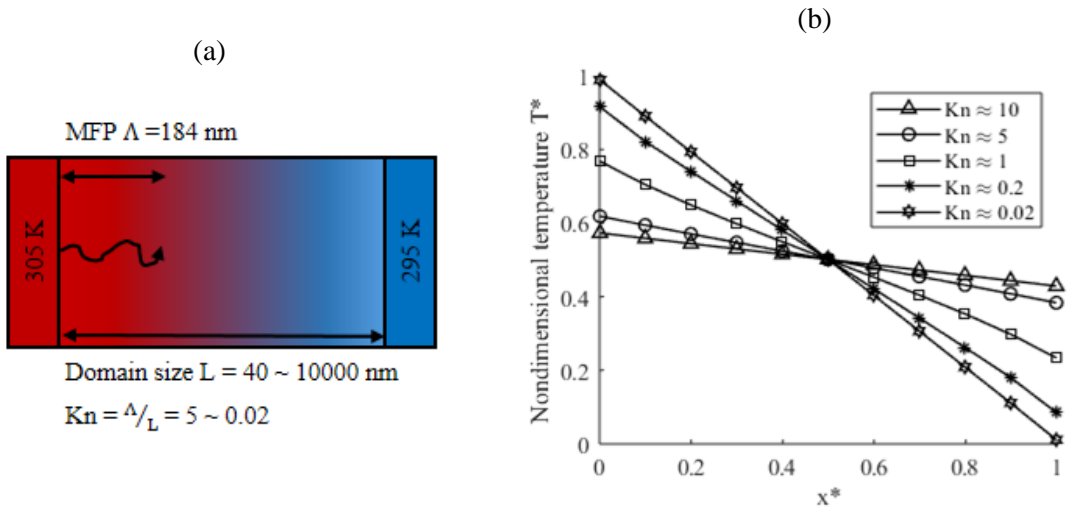 (a)
MFP Λ =184 nm
305 K
295 K
Domain size L = 40 ~ 10000 nm
Kn = Λ/L = 5 ~ 0.02
(b)
Nondimensional temperature T*
1
0.8
0.6
0.4
0.2
0
0
0.2
0.4
0.6
0.8
1
x*
Kn ≈ 10
Kn ≈ 5
Kn ≈ 1
Kn ≈ 0.2
Kn ≈ 0.02